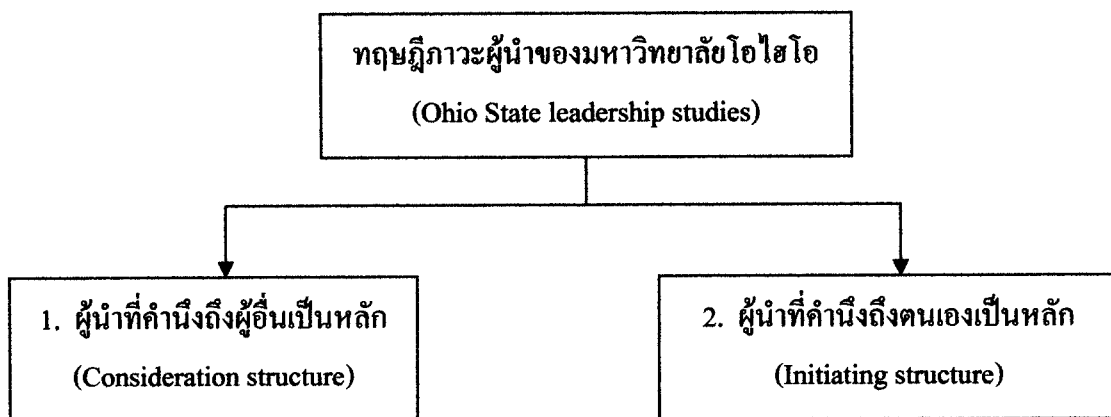 ทฤษฎีภาวะผู้นำของมหาวิทยาลัยโอไฮโอ
(Ohio State leadership studies)
1. ผู้นำที่คำนึงถึงผู้อื่นเป็นหลัก
(Consideration structure)
2. ผู้นำที่คำนึงถึงตนเองเป็นหลัก
(Initiating structure)